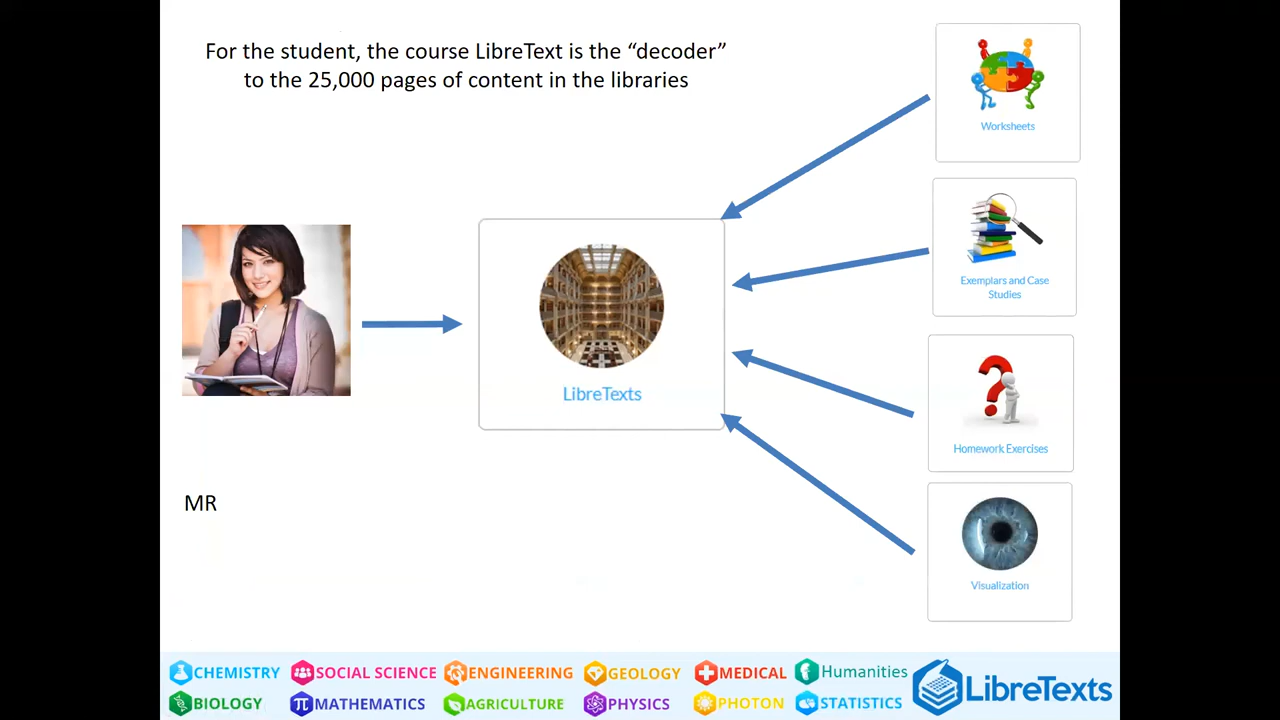 For the student, the course LibreText is the “decoder”
to the 25,000 pages of content in the libraries
Worksheets
Exemplars and Case
Studies
LibreTexts
Homework Exercises
MR
Visualization
CHEMISTRY SOCIAL SCIENCE ENGINEERING GEOLOGY MEDICAL Humanities
BIOLOGY MATHEMATICS AGRICULTURE PHYSICS PHOTON STATISTICS
LibreTexts